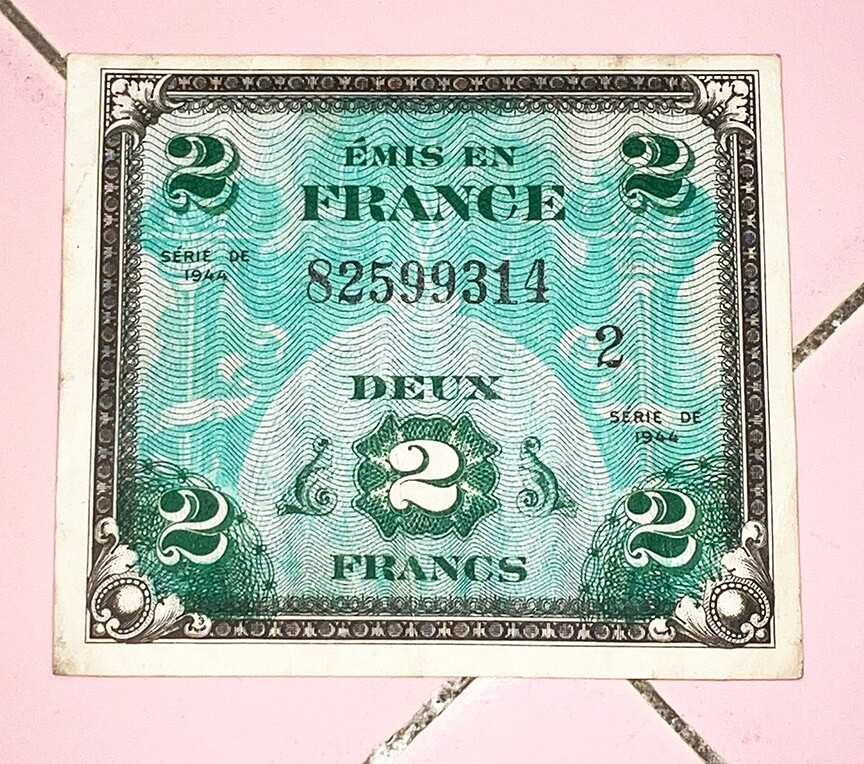 2 ÉMIS EN 2
FRANCE
SÉRIE DE
1944
82599314
2
DEUX
SÉRIE DE
1944
2
2 2
FRANCS